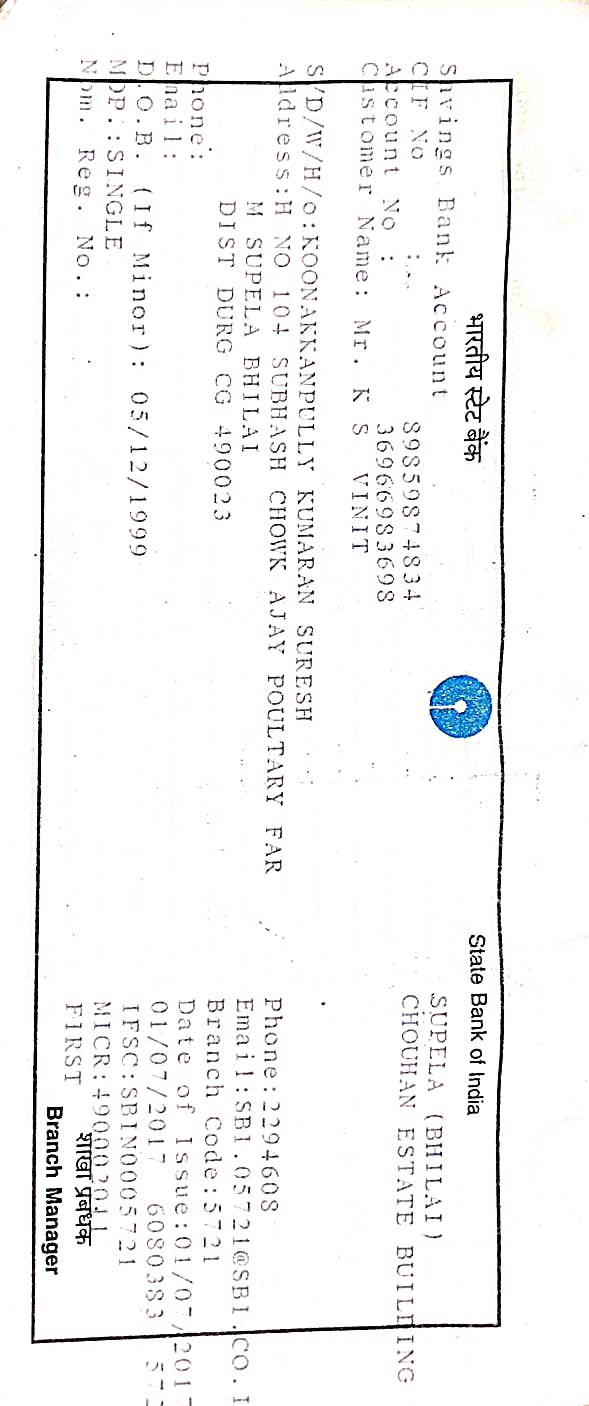 भारतीय स्टेट बैंक
State Bank of India
Savings Bank Account
SUPELA (BHILAI)
CIF No : 89859874834
CHOUHAN ESTATE BUILDING
Account No : 36966983698
Customer Name: Mr. K S VINIT
S/D/W/H/o:KOONAKKANPULLY KUMARAN SURESH
Address:H NO 104 SUBHASH CHOWK AJAY POULTARY FAR
M SUPELA BHILAI
DIST DURG CG 490023
Phone:
Email:
D.O.B. (If Minor): 05/12/1999
MOP.:SINGLE
Nom. Reg. No.:
Phone:2294608
Email:SBI.05721@SBI.CO.I
Branch Code:5721
Date of Issue:01/07/2017
01/07/2017 6080383 572
IFSC:SBIN0005721
MICR:490002041
FIRST
शाखा प्रबंधक
Branch Manager